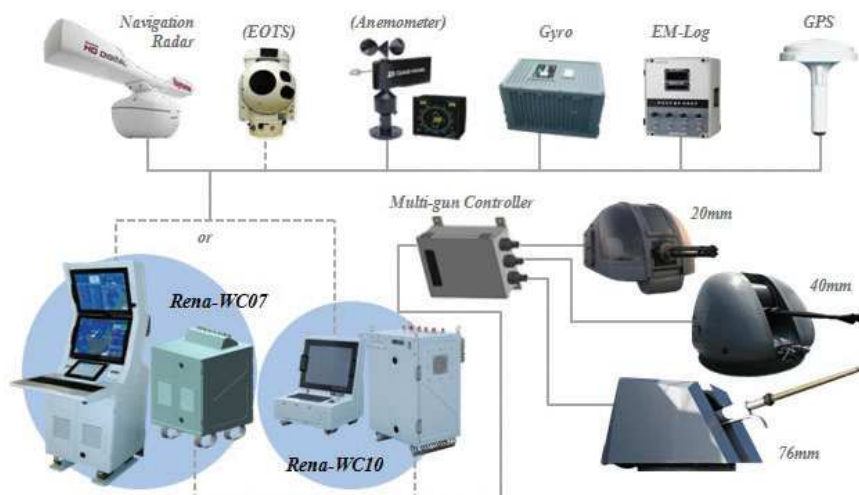 Navigation
Radar
(EOTS)
(Anemometer)
Gyro
EM-Log
GPS
HD DIGITAL
or
Multi-gun Controller
20mm
40mm
76mm
Rena-WC07
Rena-WC10